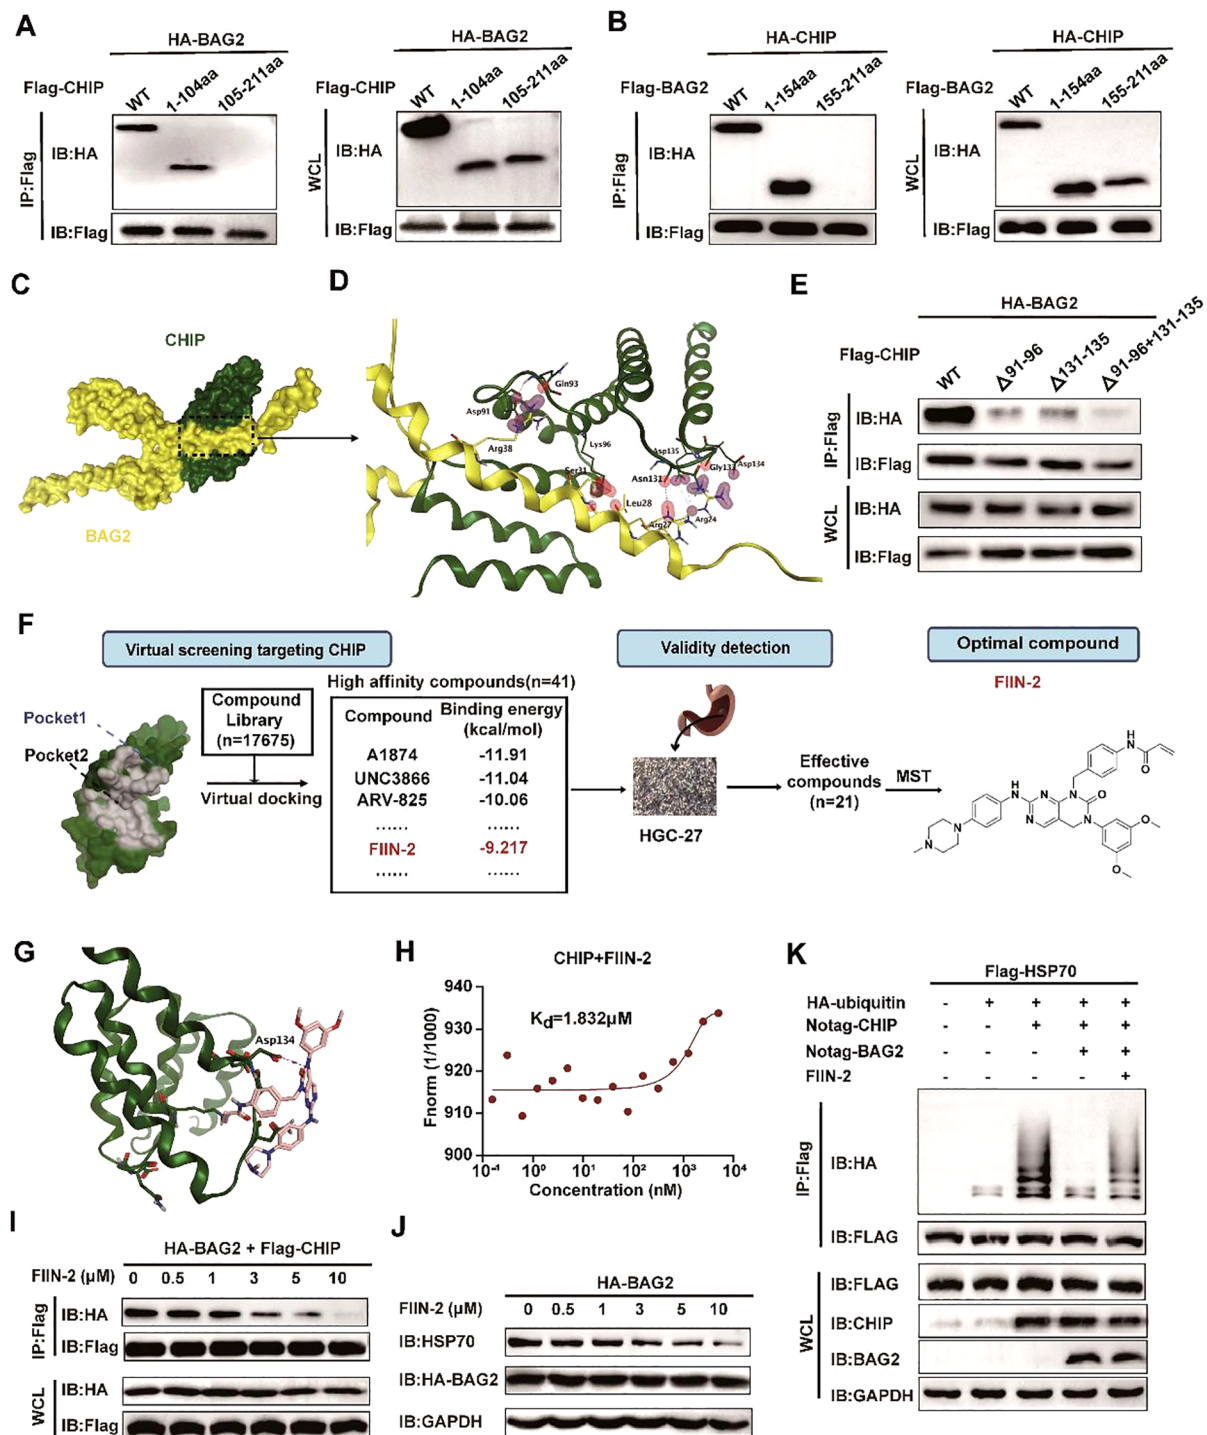 A
HA-BAG2
Flag-CHIP
WT
1-104aa
105-211aa
IP:Flag
IB:HA
IB:Flag
HA-BAG2
Flag-CHIP
WT
1-104aa
105-211aa
WCL
IB:HA
IB:Flag
B
HA-CHIP
Flag-BAG2
WT
1-154aa
155-211aa
IP:Flag
IB:HA
IB:Flag
HA-CHIP
Flag-BAG2
WT
1-154aa
155-211aa
WCL
IB:HA
IB:Flag
C
CHIP
BAG2
D
Gln93
Asp91
Arg38
Lys96
Ser31
Leu28
Asp135
Gly133
Asp134
Asn131
Arg27
Arg24
E
HA-BAG2
Flag-CHIP
WT
Δ91-96
Δ131-135
Δ91-96+131-135
IP:Flag
IB:HA
IB:Flag
WCL
IB:HA
IB:Flag
F
Virtual screening targeting CHIP
Validity detection
Optimal compound
FIIN-2
Pocket1
Pocket2
Compound
Library
(n=17675)
Virtual docking
High affinity compounds(n=41)
Compound Binding energy
(kcal/mol)
A1874 -11.91
UNC3866 -11.04
ARV-825 -10.06
...... ......
FIIN-2 -9.217
...... ......
HGC-27
Effective
compounds
(n=21)
MST
HN
O
HN
N
N
N
N
O
N
N
O
O
G
Asp134
H
CHIP+FIIN-2
Kd=1.832μM
Fnorm (1/1000)
940
930
920
910
900
10-1 100 101 102 103 104
Concentration (nM)
I
HA-BAG2 + Flag-CHIP
FIIN-2 (μM) 0 0.5 1 3 5 10
IP:Flag
IB:HA
IB:Flag
WCL
IB:HA
IB:Flag
J
HA-BAG2
FIIN-2 (μM) 0 0.5 1 3 5 10
IB:HSP70
IB:HA-BAG2
IB:GAPDH
K
Flag-HSP70
HA-ubiquitin - + + + +
Notag-CHIP - - + + +
Notag-BAG2 - - - + +
FIIN-2 - - - - +
IP:Flag
IB:HA
IB:FLAG
WCL
IB:FLAG
IB:CHIP
IB:BAG2
IB:GAPDH